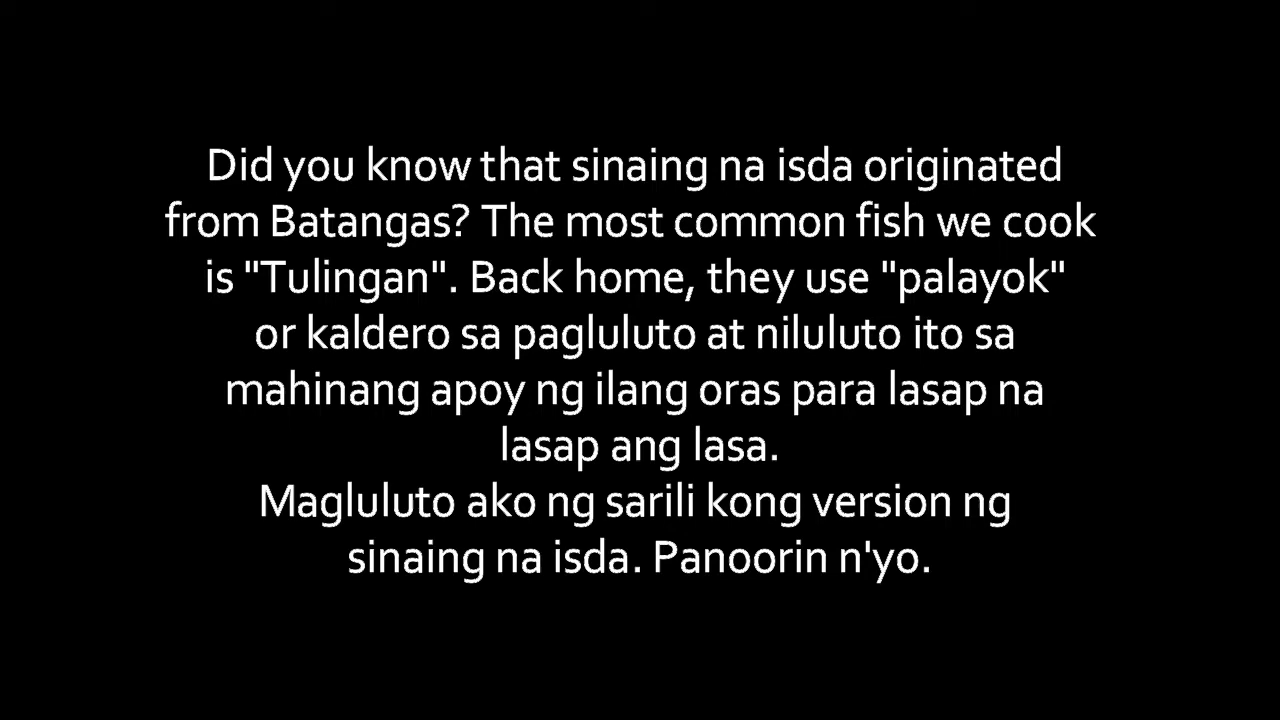 Did you know that sinaing na isda originated
from Batangas? The most common fish we cook
is "Tulingan". Back home, they use "palayok"
or kaldero sa pagluluto at niluluto ito sa
mahinang apoy ng ilang oras para lasap na
lasap ang lasa.
Magluluto ako ng sarili kong version ng
sinaing na isda. Panoorin n'yo.